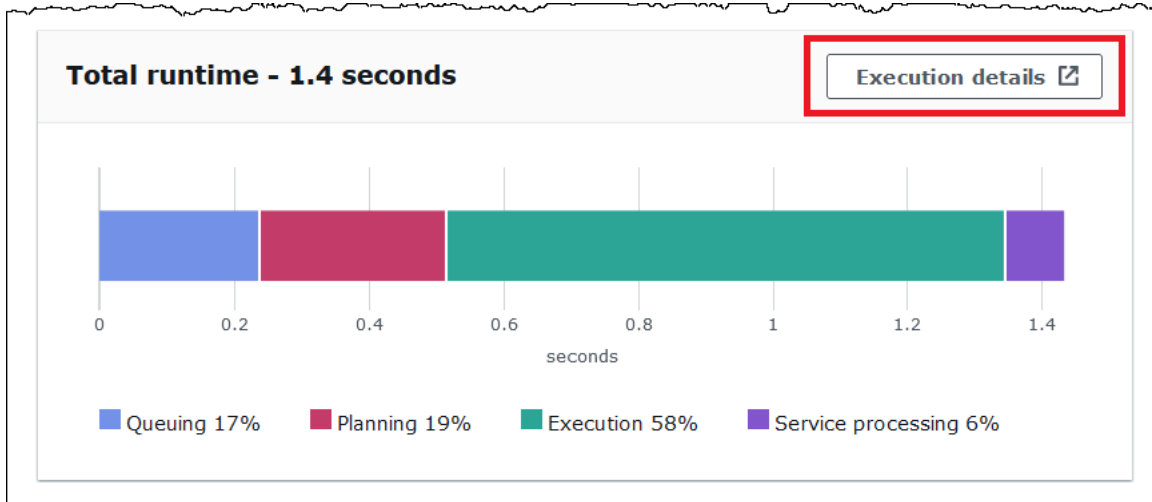 Total runtime - 1.4 seconds
Execution details
0 0.2 0.4 0.6 0.8 1 1.2 1.4
seconds
Queuing 17% Planning 19% Execution 58% Service processing 6%